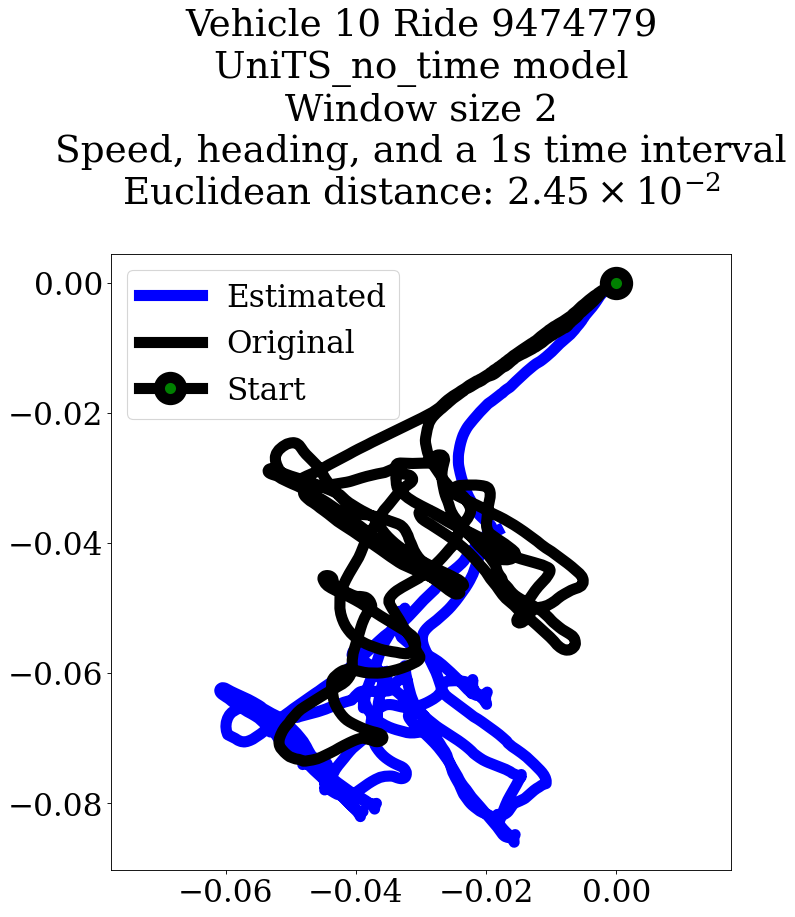 Vehicle 10 Ride 9474779
UniTS_no_time model
Window size 2
Speed, heading, and a 1s time interval
Euclidean distance: 2.45 × 10⁻²
Estimated
Original
Start
0.00
−0.02
−0.04
−0.06
−0.08
−0.06 −0.04 −0.02 0.00